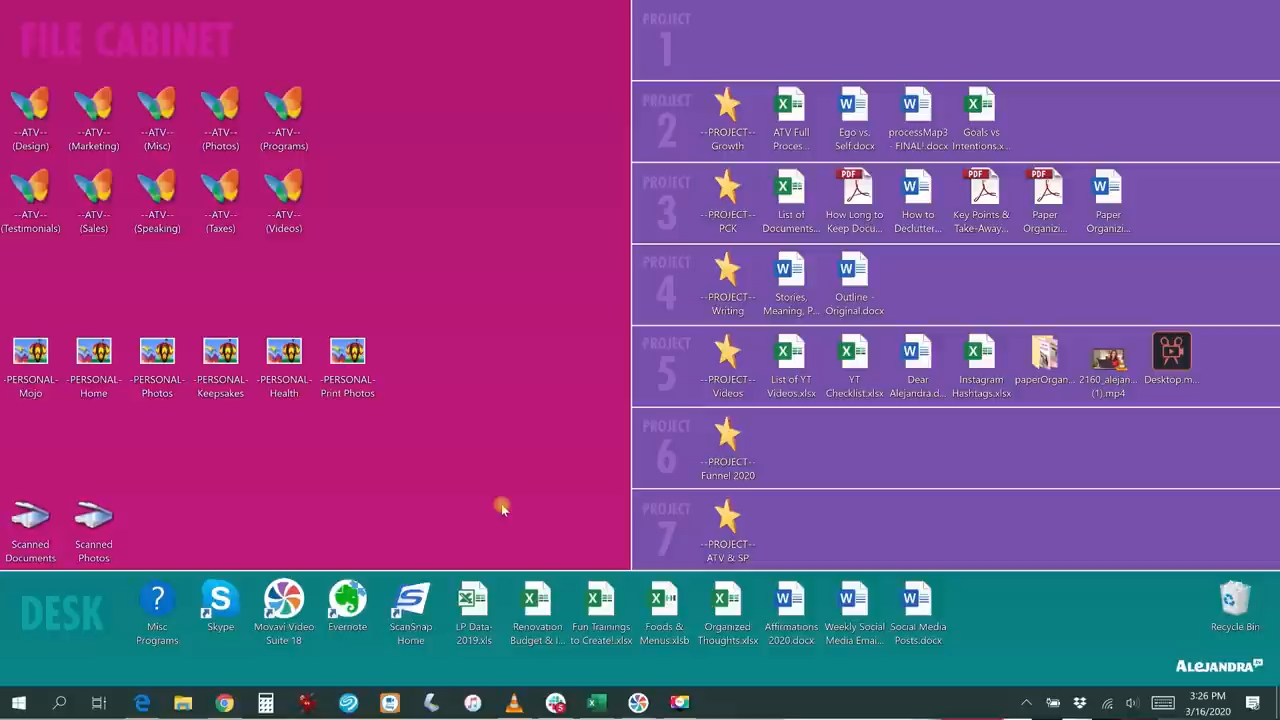 FILE CABINET
--ATV-- (Design)
--ATV-- (Marketing)
--ATV-- (Misc)
--ATV-- (Photos)
--ATV-- (Programs)
--ATV-- (Testimonials)
--ATV-- (Sales)
--ATV-- (Speaking)
--ATV-- (Taxes)
--ATV-- (Videos)
-PERSONAL- Mojo
-PERSONAL- Home
-PERSONAL- Photos
-PERSONAL- Keepsakes
-PERSONAL- Health
-PERSONAL- Print Photos
Scanned Documents
Scanned Photos
PROJECT 1
PROJECT 2
--PROJECT-- Growth
ATV Full Proces...
Ego vs. Self.docx
processMap3 - FINAL!.docx
Goals vs Intentions.x...
PROJECT 3
--PROJECT-- PCK
List of Documents...
PDF
How Long to Keep Docu...
How to Declutter...
PDF
Key Points & Take-Away...
PDF
Paper Organizi...
Paper Organizi...
PROJECT 4
--PROJECT-- Writing
Stories, Meaning, P...
Outline - Original.docx
PROJECT 5
--PROJECT-- Videos
List of YT Videos.xlsx
YT Checklist.xlsx
Dear Alejandra.d...
Instagram Hashtags.xlsx
paperOrgan...
2160_alejan... (1).mp4
Desktop.m...
PROJECT 6
--PROJECT-- Funnel 2020
PROJECT 7
--PROJECT-- ATV & SP
DESK
Misc Programs
Skype
Movavi Video Suite 18
Evernote
ScanSnap Home
LP Data- 2019.xls
Renovation Budget & i...
Fun Trainings to Create!.xlsx
Foods & Menus.xlsb
Organized Thoughts.xlsx
Affirmations 2020.docx
Weekly Social Media Emai...
Social Media Posts.docx
Recycle Bin
ALEJANDRA TV
3:26 PM
3/16/2020